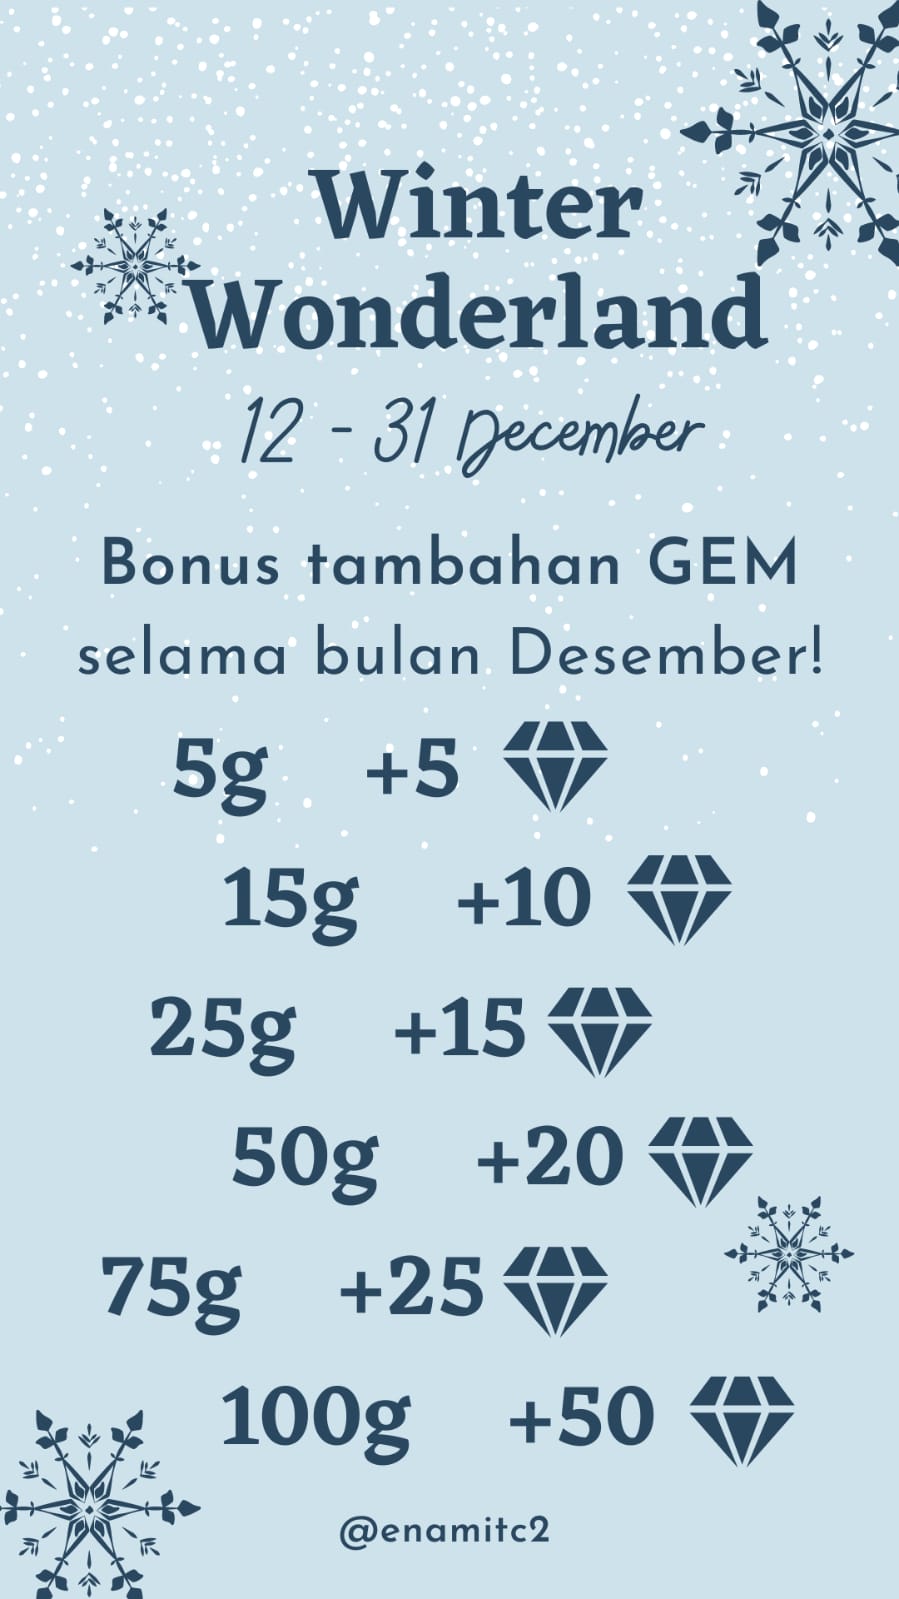 Winter
Wonderland
12 - 31 December
Bonus tambahan GEM
selama bulan Desember!
5g +5
15g +10
25g +15
50g +20
75g +25
100g +50
@enamitc2